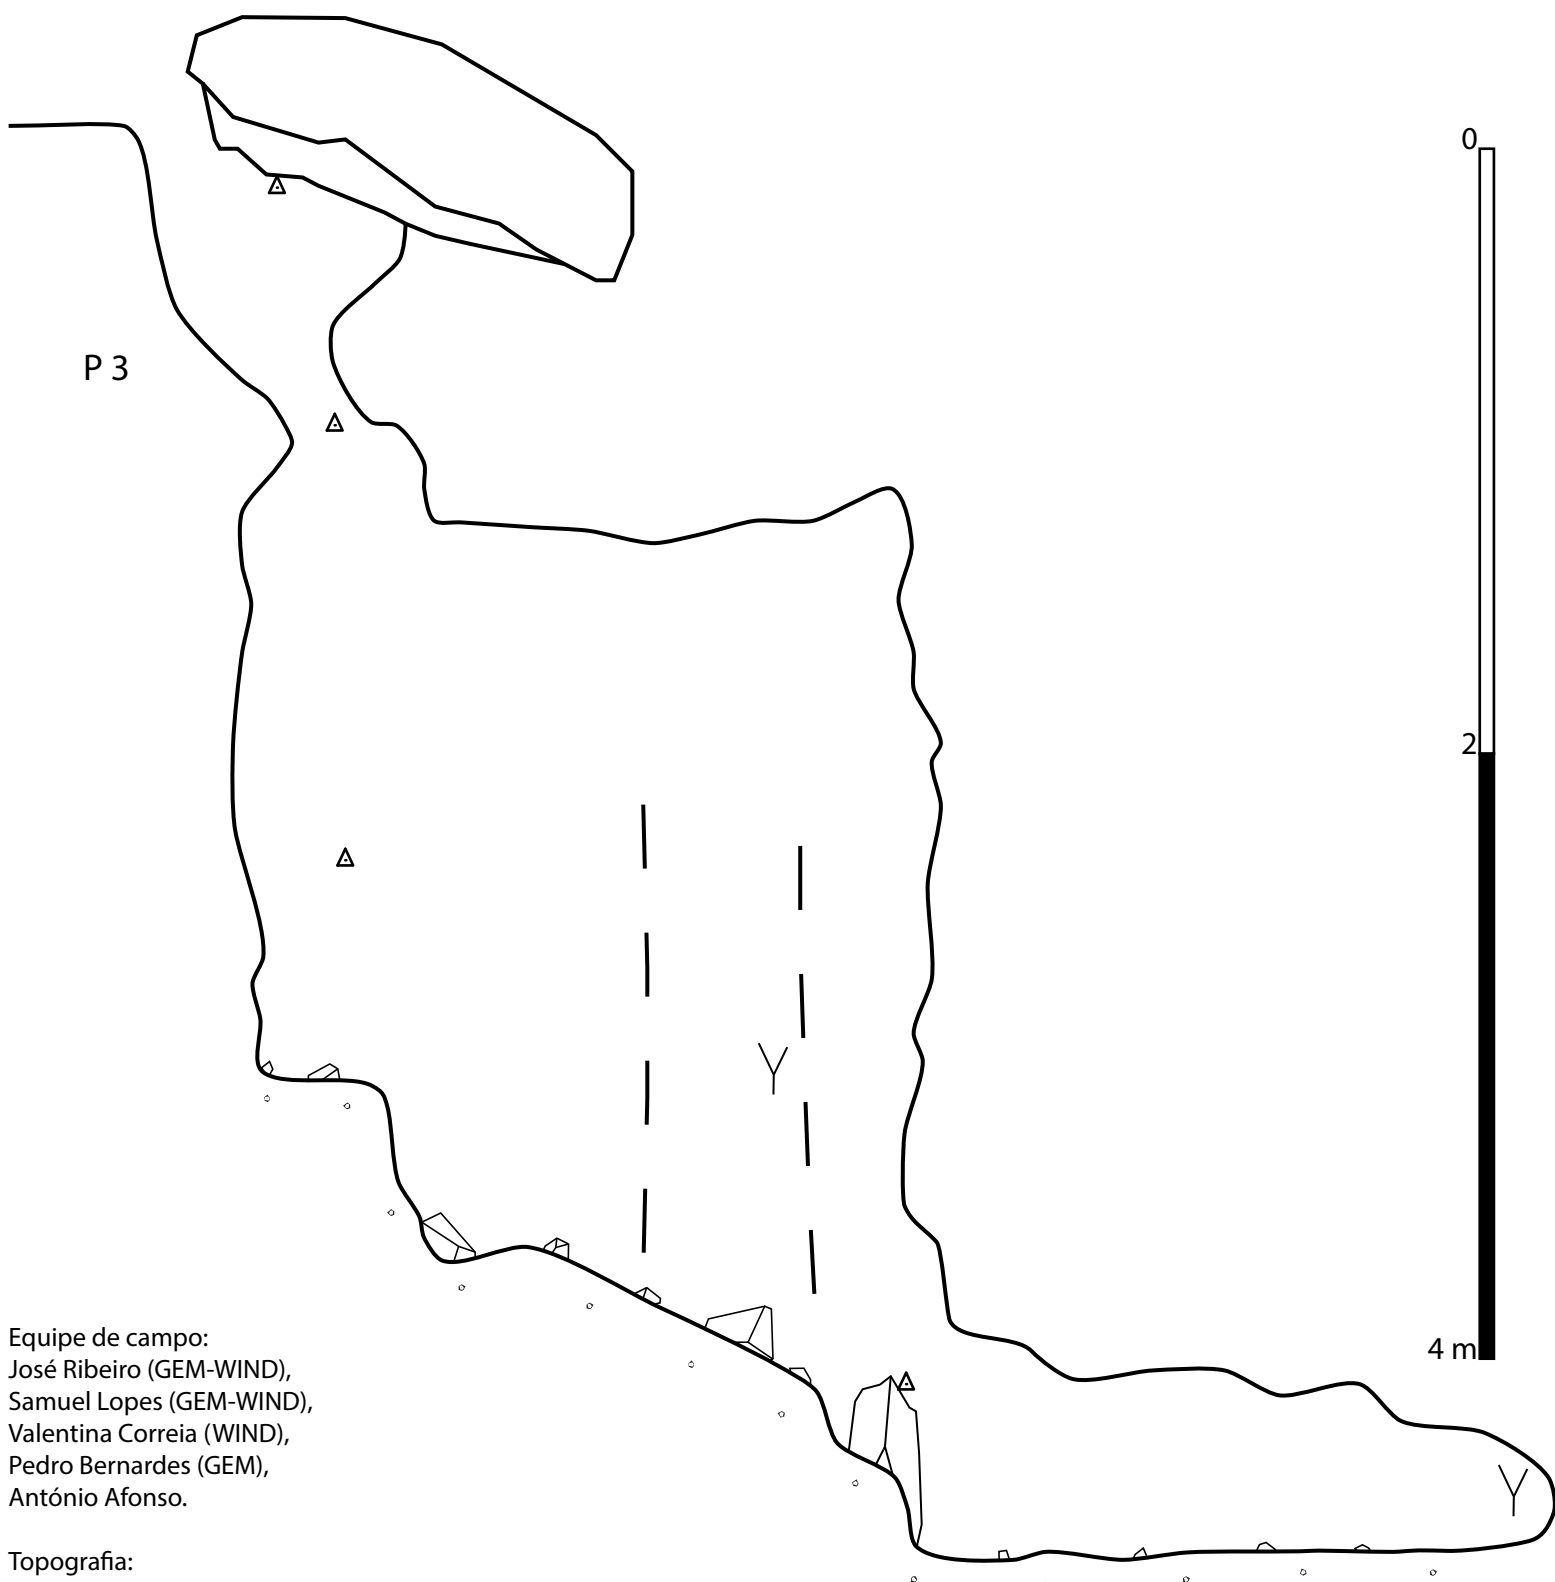 0
P 3
2
4 m
Equipe de campo:
José Ribeiro (GEM-WIND),
Samuel Lopes (GEM-WIND),
Valentina Correia (WIND),
Pedro Bernardes (GEM),
António Afonso.
Topografia: